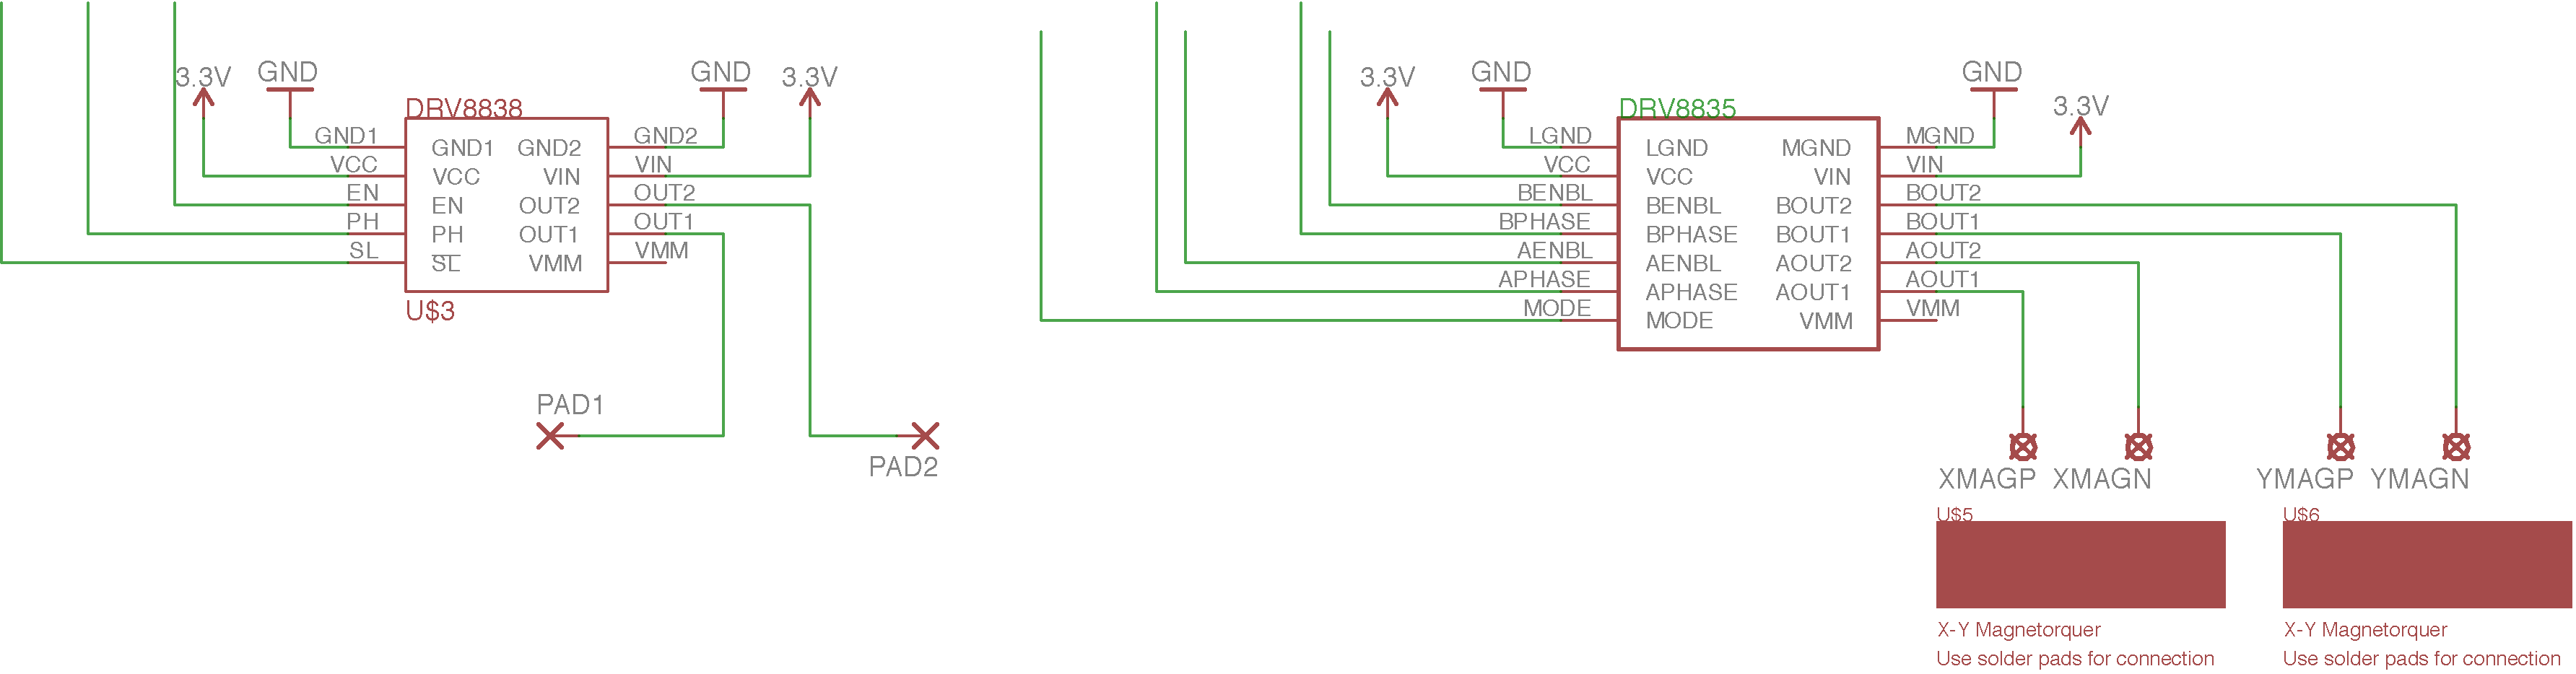 3.3V GND
DRV8838
GND 3.3V
GND1 GND1 GND2 GND2
VCC VCC VIN VIN
EN EN OUT2 OUT2
PH PH OUT1 OUT1
SL SL VMM VMM
U$3
PAD1
PAD2
3.3V GND
DRV8835
GND 3.3V
LGND LGND MGND MGND
VCC VCC VIN VIN
BENBL BENBL BOUT2 BOUT2
BPHASE BPHASE BOUT1 BOUT1
AENBL AENBL AOUT2 AOUT2
APHASE APHASE AOUT1 AOUT1
MODE MODE VMM VMM
XMAGP XMAGN YMAGP YMAGN
U$5
X-Y Magnetorquer
Use solder pads for connection
U$6
X-Y Magnetorquer
Use solder pads for connection